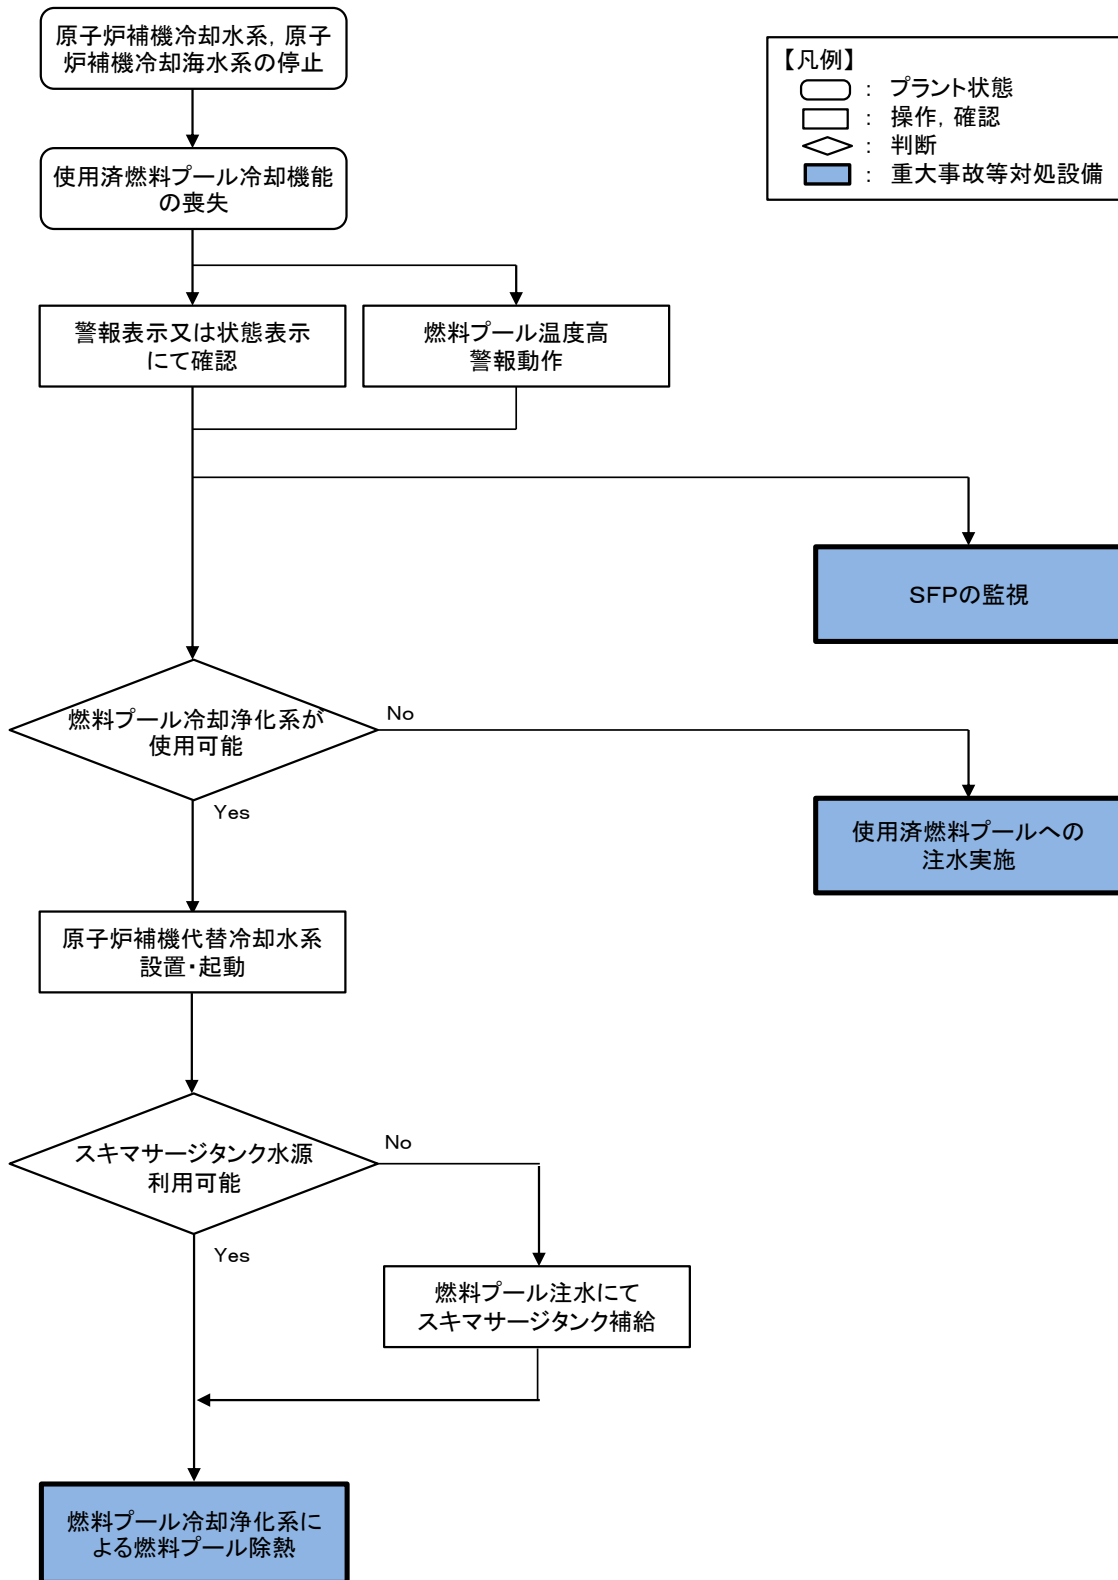 原子炉補機冷却水系，原子
炉補機冷却海水系の停止
【凡例】
： プラント状態
： 操作，確認
： 判断
： 重大事故等対処設備
使用済燃料プール冷却機能
の喪失
警報表示又は状態表示
にて確認
燃料プール温度高
警報動作
SFPの監視
燃料プール冷却浄化系が
使用可能
No
Yes
使用済燃料プールへの
注水実施
原子炉補機代替冷却水系
設置・起動
スキマサージタンク水源
利用可能
No
Yes
燃料プール注水にて
スキマサージタンク補給
燃料プール冷却浄化系に
よる燃料プール除熱